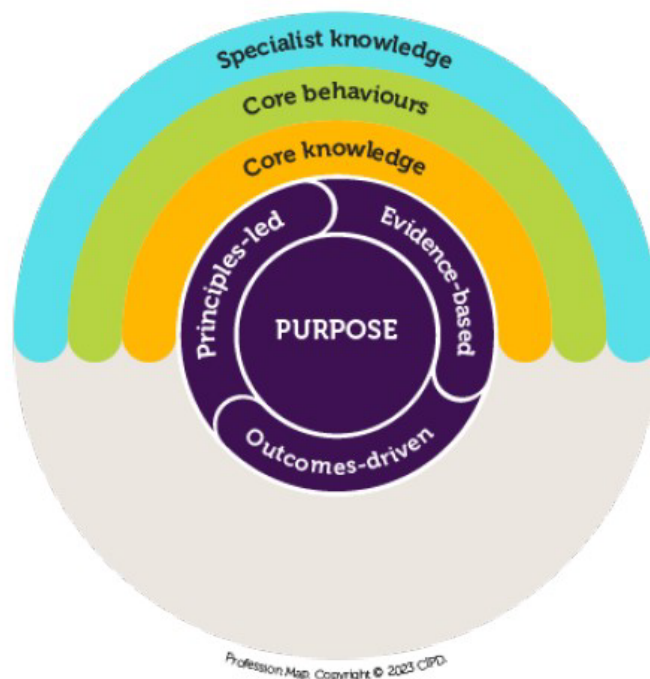 Specialist knowledge
Core behaviours
Core knowledge
Principles-led
Evidence-based
PURPOSE
Outcomes-driven
Profession Map. Copyright © 2023 CIPD.